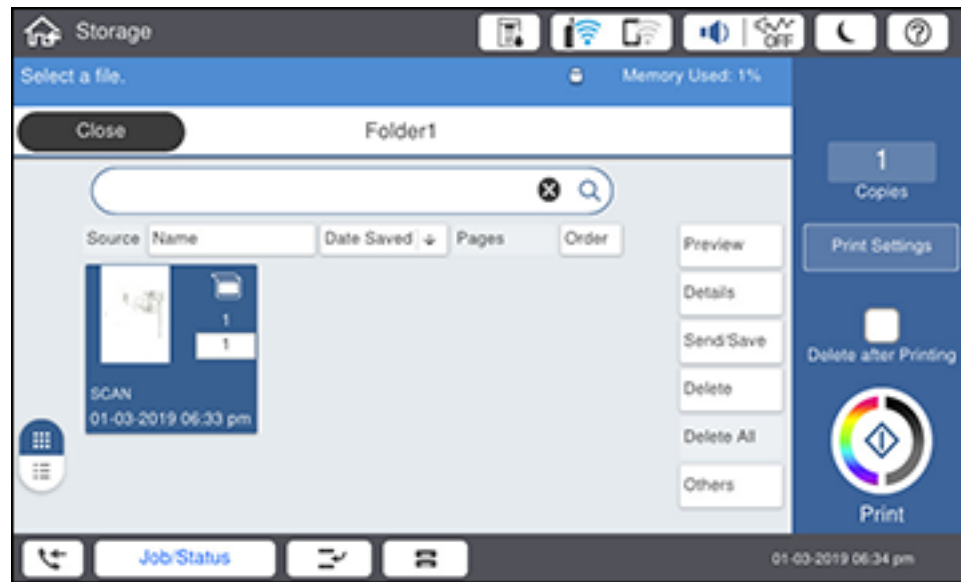 Storage
OFF
Select a file.
Memory Used: 1%
Close
Folder1
1
Copies
Source Name Date Saved Pages Order
Preview
Print Settings
Details
1
1
Send/Save
Delete after Printing
SCAN
Delete
01-03-2019 06:33 pm
Delete All
Others
Print
Job/Status
01-03-2019 06:34 pm